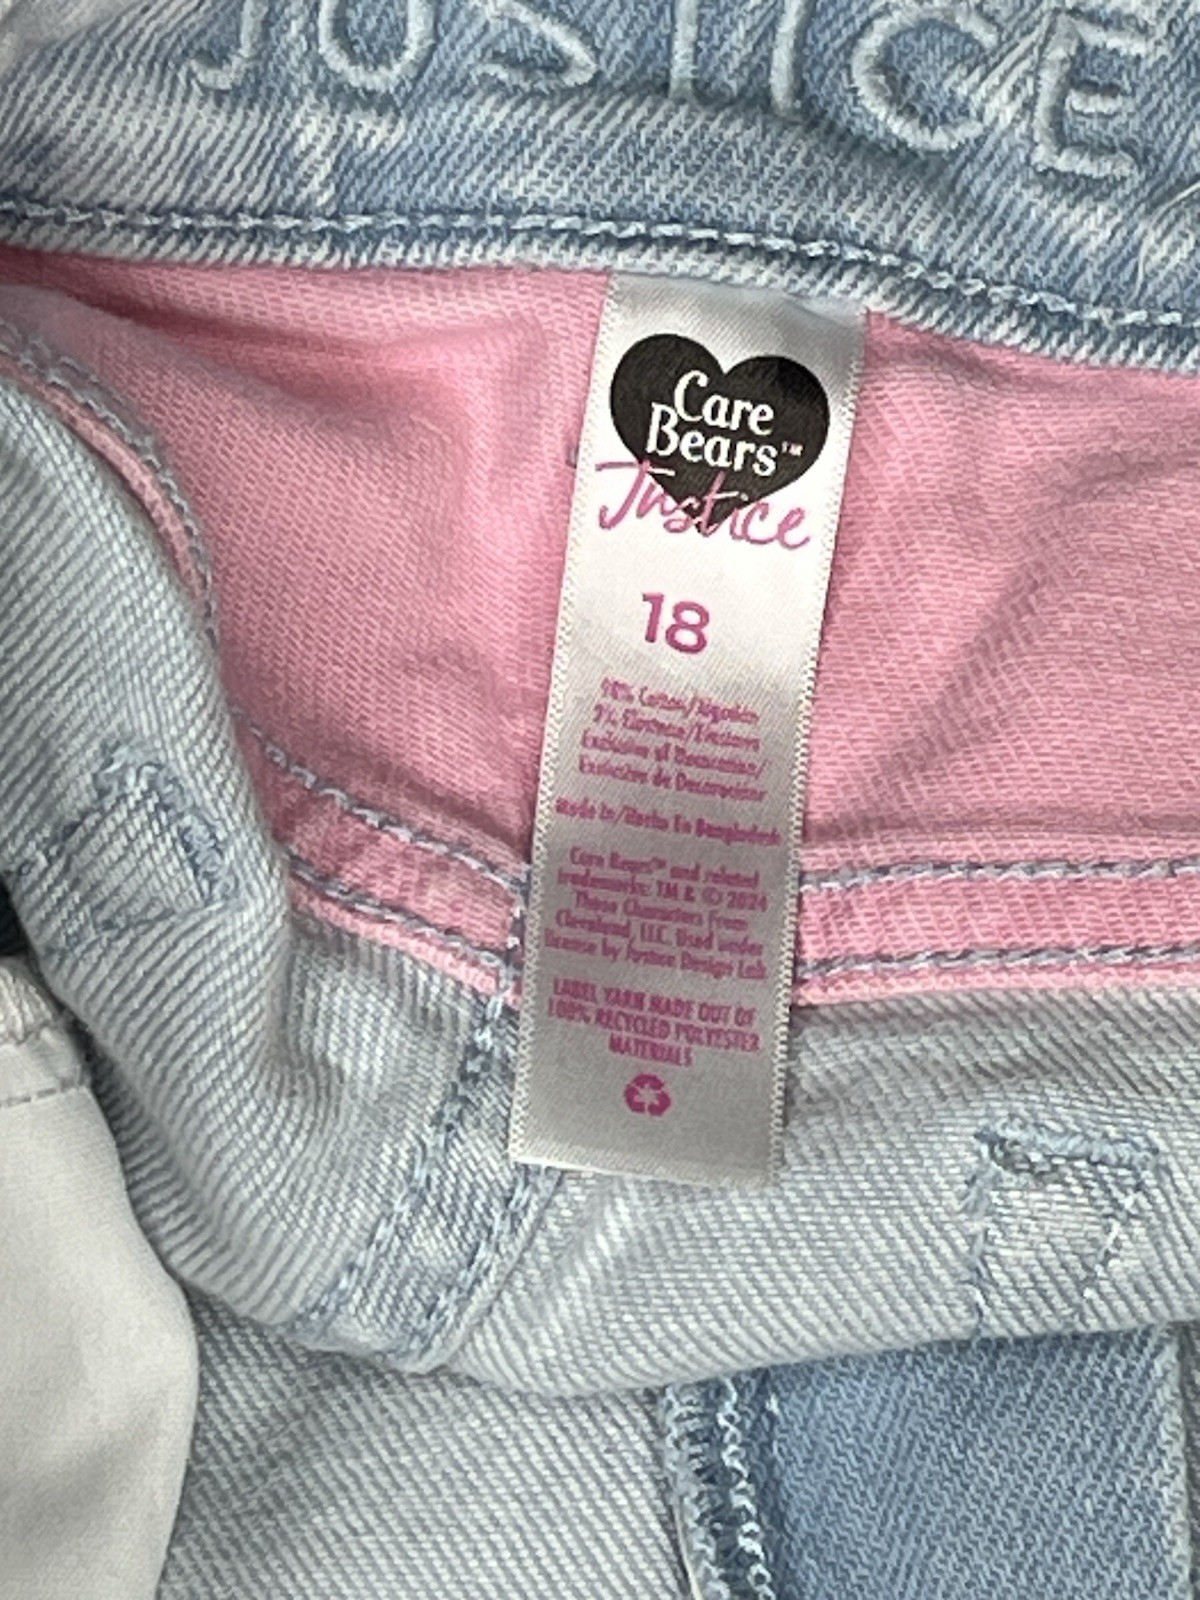 JUSTICE
Care
Bears™
Justice
18
98% Cotton/Algodón
2% Elastane/Elastano
Exclusive of Decoration/
Exclusivo de Decoración
Made In/Hecho En Bangladesh
Care Bears™ and related
trademarks: TM & © 2024
Those Characters From
Cleveland, LLC. Used under
license by Justice Design Lab
LABEL YARN MADE OUT OF
100% RECYCLED POLYESTER
MATERIALS